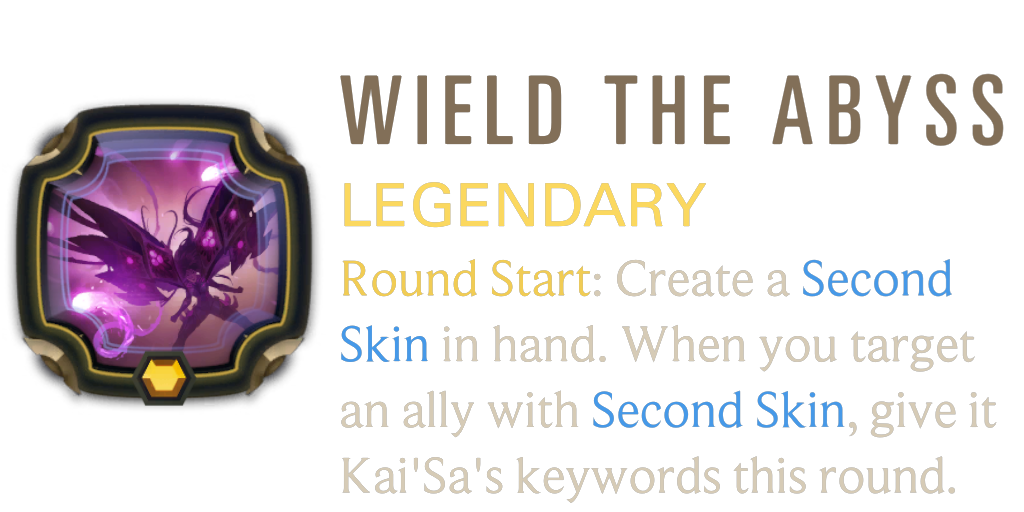 WIELD THE ABYSS
LEGENDARY
Round Start: Create a Second
Skin in hand. When you target
an ally with Second Skin, give it
Kai'Sa's keywords this round.